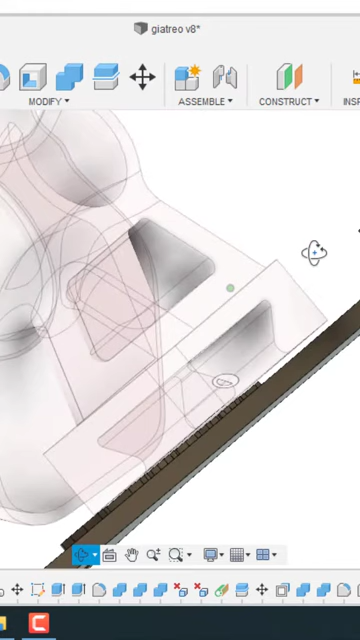 giatreo v8*
MODIFY ▾ ASSEMBLE ▾ CONSTRUCT ▾ INSP